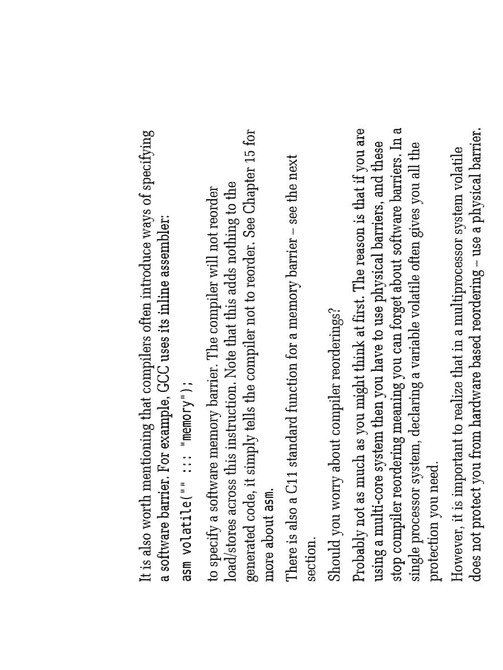 It is also worth mentioning that compilers often introduce ways of specifying
a software barrier. For example, GCC uses its inline assembler:
asm volatile("" ::: "memory");
to specify a software memory barrier. The compiler will not reorder
load/stores across this instruction. Note that this adds nothing to the
generated code, it simply tells the compiler not to reorder. See Chapter 15 for
more about asm.
There is also a C11 standard function for a memory barrier – see the next
section.
Should you worry about compiler reorderings?
Probably not as much as you might think at first. The reason is that if you are
using a multi-core system then you have to use physical barriers, and these
stop compiler reordering meaning you can forget about software barriers. In a
single processor system, declaring a variable volatile often gives you all the
protection you need.
However, it is important to realize that in a multiprocessor system volatile
does not protect you from hardware based reordering – use a physical barrier.